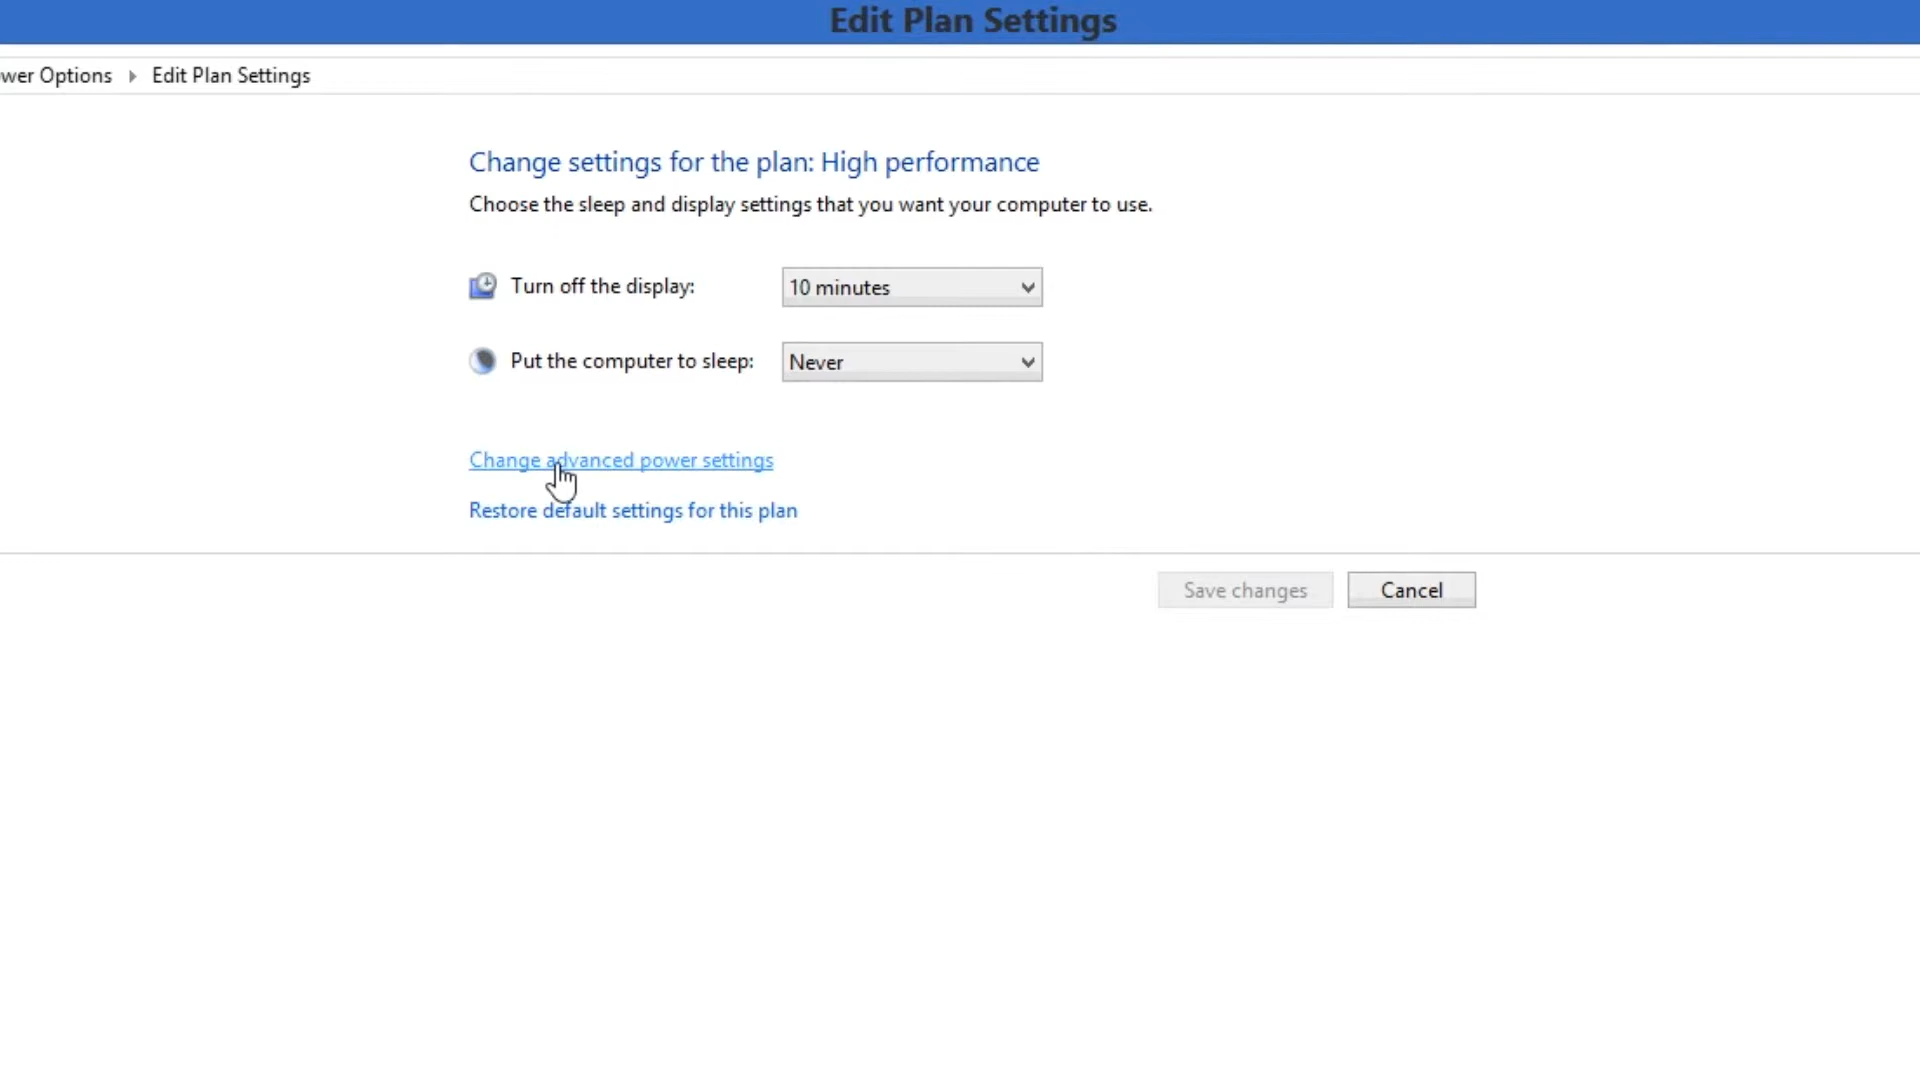 Edit Plan Settings
wer Options Edit Plan Settings
Change settings for the plan: High performance
Choose the sleep and display settings that you want your computer to use.
Turn off the display: 10 minutes
Put the computer to sleep: Never
Change advanced power settings
Restore default settings for this plan
Save changes Cancel